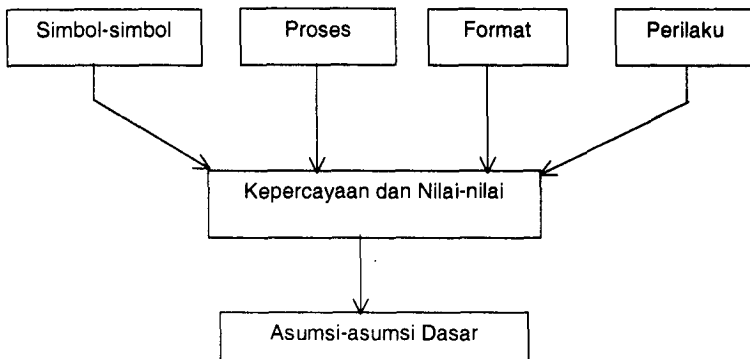 Simbol-simbol
Proses
Format
Perilaku
Kepercayaan dan Nilai-nilai
Asumsi-asumsi Dasar